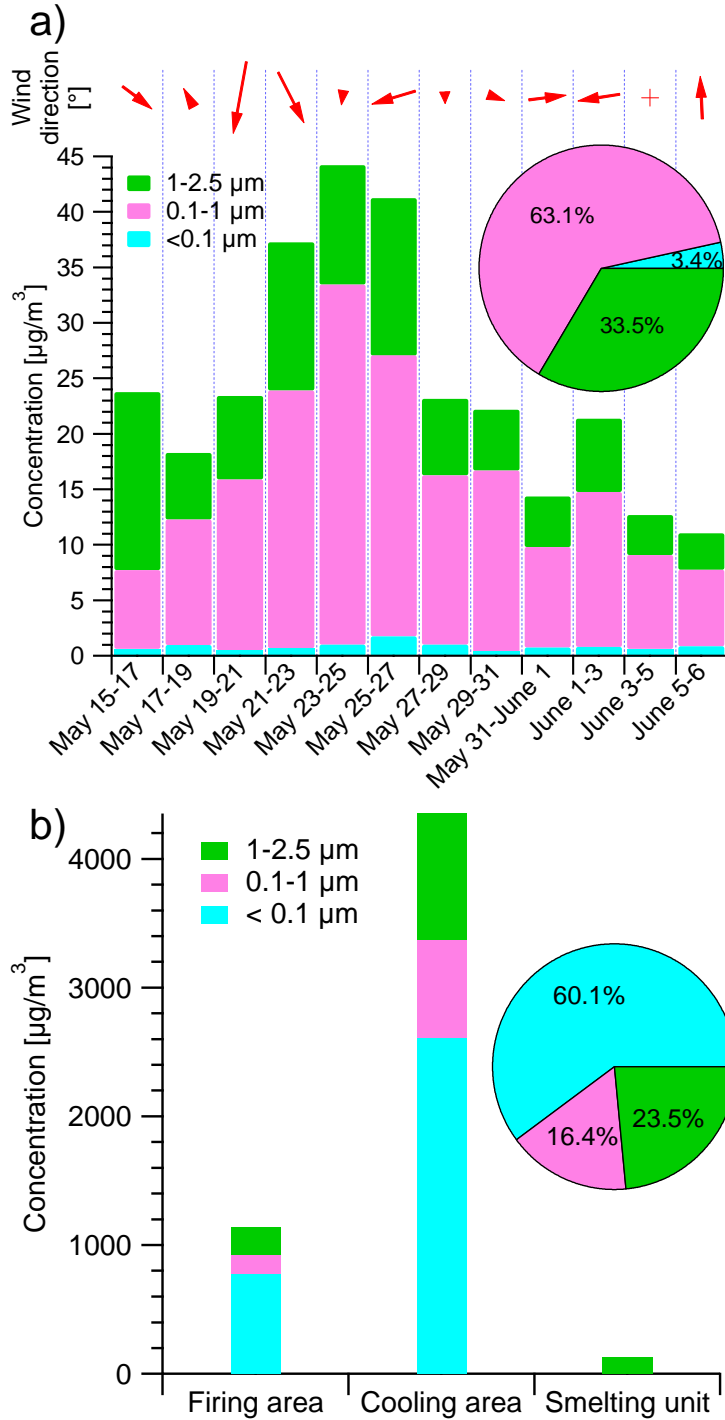 a)
Wind
direction
[°]
45
40
35
30
25
20
15
10
5
0
Concentration [µg/m³]
1-2.5 µm
0.1-1 µm
<0.1 µm
63.1%
3.4%
33.5%
May 15-17
May 17-19
May 19-21
May 21-23
May 23-25
May 25-27
May 27-29
May 29-31
May 31-June 1
June 1-3
June 3-5
June 5-6
b)
4000
3000
2000
1000
0
Concentration [µg/m³]
1-2.5 µm
0.1-1 µm
< 0.1 µm
60.1%
16.4%
23.5%
Firing area
Cooling area
Smelting unit